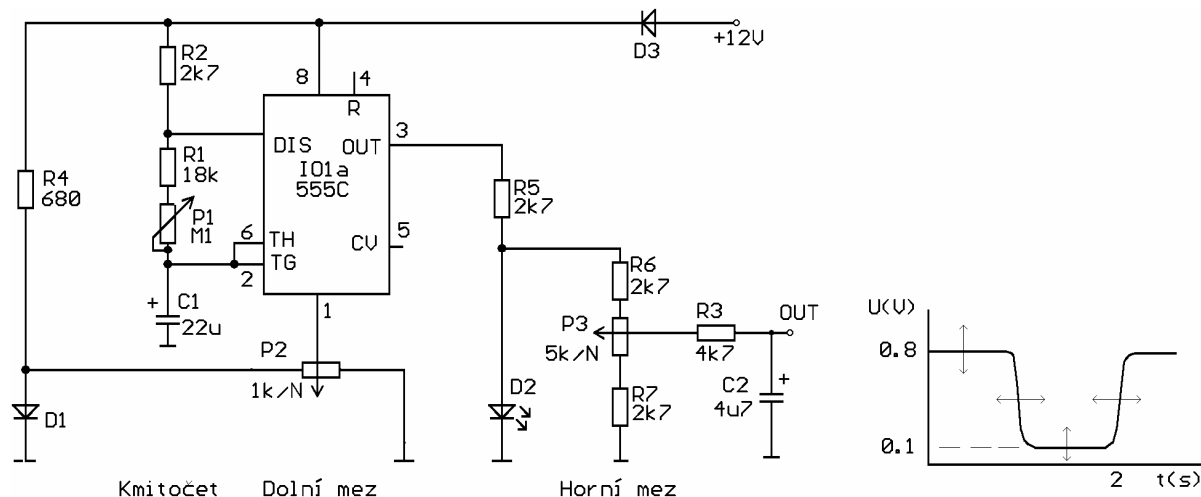 R2
2k7
8
4
R
D3
+12V
DIS
OUT
3
IO1a
555C
R1
18k
R4
680
P1
M1
R5
2k7
6
TH
TG
2
CV
5
+
C1
22u
1
R6
2k7
P3
5k/N
R3
4k7
OUT
P2
1k/N
D1
D2
R7
2k7
C2
4u7
+
U(V)
0.8
0.1
2
t(s)
Kmitočet
Dolní mez
Horní mez